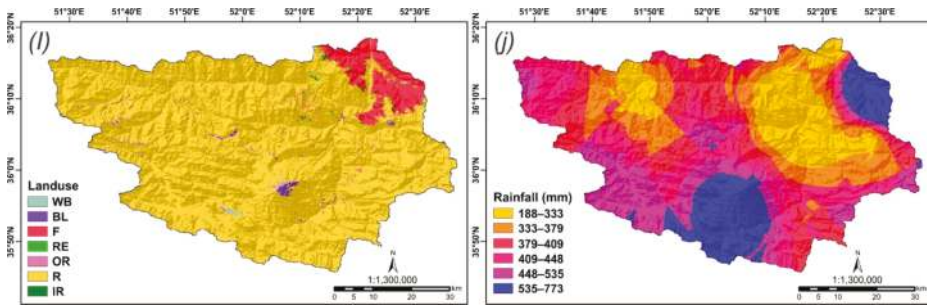 51°30'E 51°40'E 51°50'E 52°0'E 52°10'E 52°20'E 52°30'E
36°20'N
(l)
36°10'N
36°0'N
35°50'N
Landuse
WB
BL
F
RE
OR
R
IR
N
1:1,300,000
0 5 10 20 30 km
51°30'E 51°40'E 51°50'E 52°0'E 52°10'E 52°20'E 52°30'E
36°20'N
(j)
36°10'N
36°0'N
35°50'N
Rainfall (mm)
188–333
333–379
379–409
409–448
448–535
535–773
N
1:1,300,000
0 5 10 20 30 km